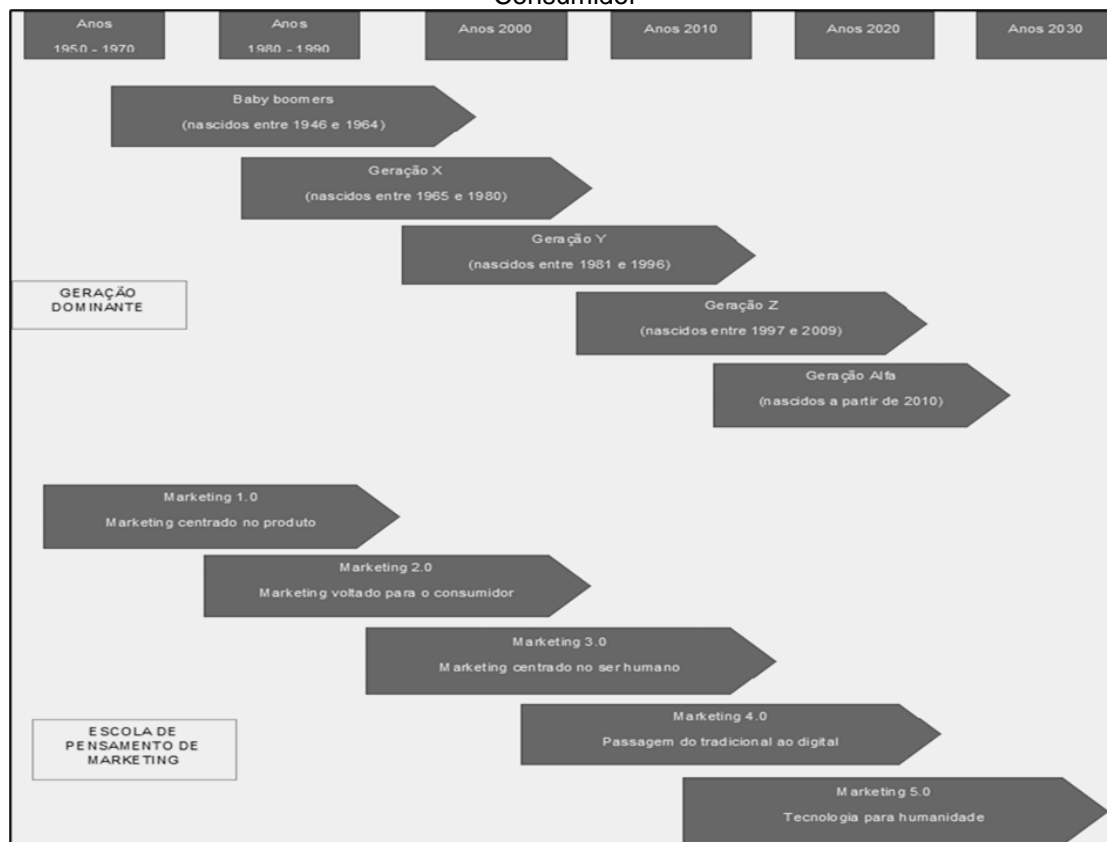 Consumidor
Anos
1950 - 1970
Anos
1980 - 1990
Anos 2000
Anos 2010
Anos 2020
Anos 2030
Baby boomers
(nascidos entre 1946 e 1964)
Geração X
(nascidos entre 1965 e 1980)
Geração Y
(nascidos entre 1981 e 1996)
GERAÇÃO
DOMINANTE
Geração Z
(nascidos entre 1997 e 2009)
Geração Alfa
(nascidos a partir de 2010)
Marketing 1.0
Marketing centrado no produto
Marketing 2.0
Marketing voltado para o consumidor
Marketing 3.0
Marketing centrado no ser humano
ESCOLA DE
PENSAMENTO DE
MARKETING
Marketing 4.0
Passagem do tradicional ao digital
Marketing 5.0
Tecnologia para humanidade